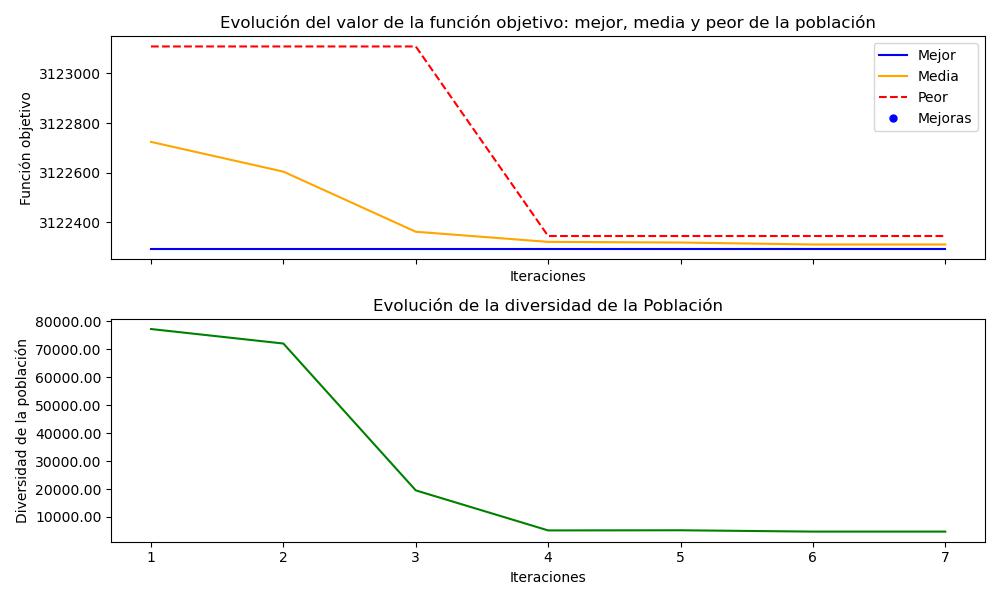 Evolución del valor de la función objetivo: mejor, media y peor de la población
Función objetivo
3123000
3122800
3122600
3122400
Mejor
Media
Peor
Mejoras
Iteraciones
Evolución de la diversidad de la Población
Diversidad de la población
80000.00
70000.00
60000.00
50000.00
40000.00
30000.00
20000.00
10000.00
1 2 3 4 5 6 7
Iteraciones